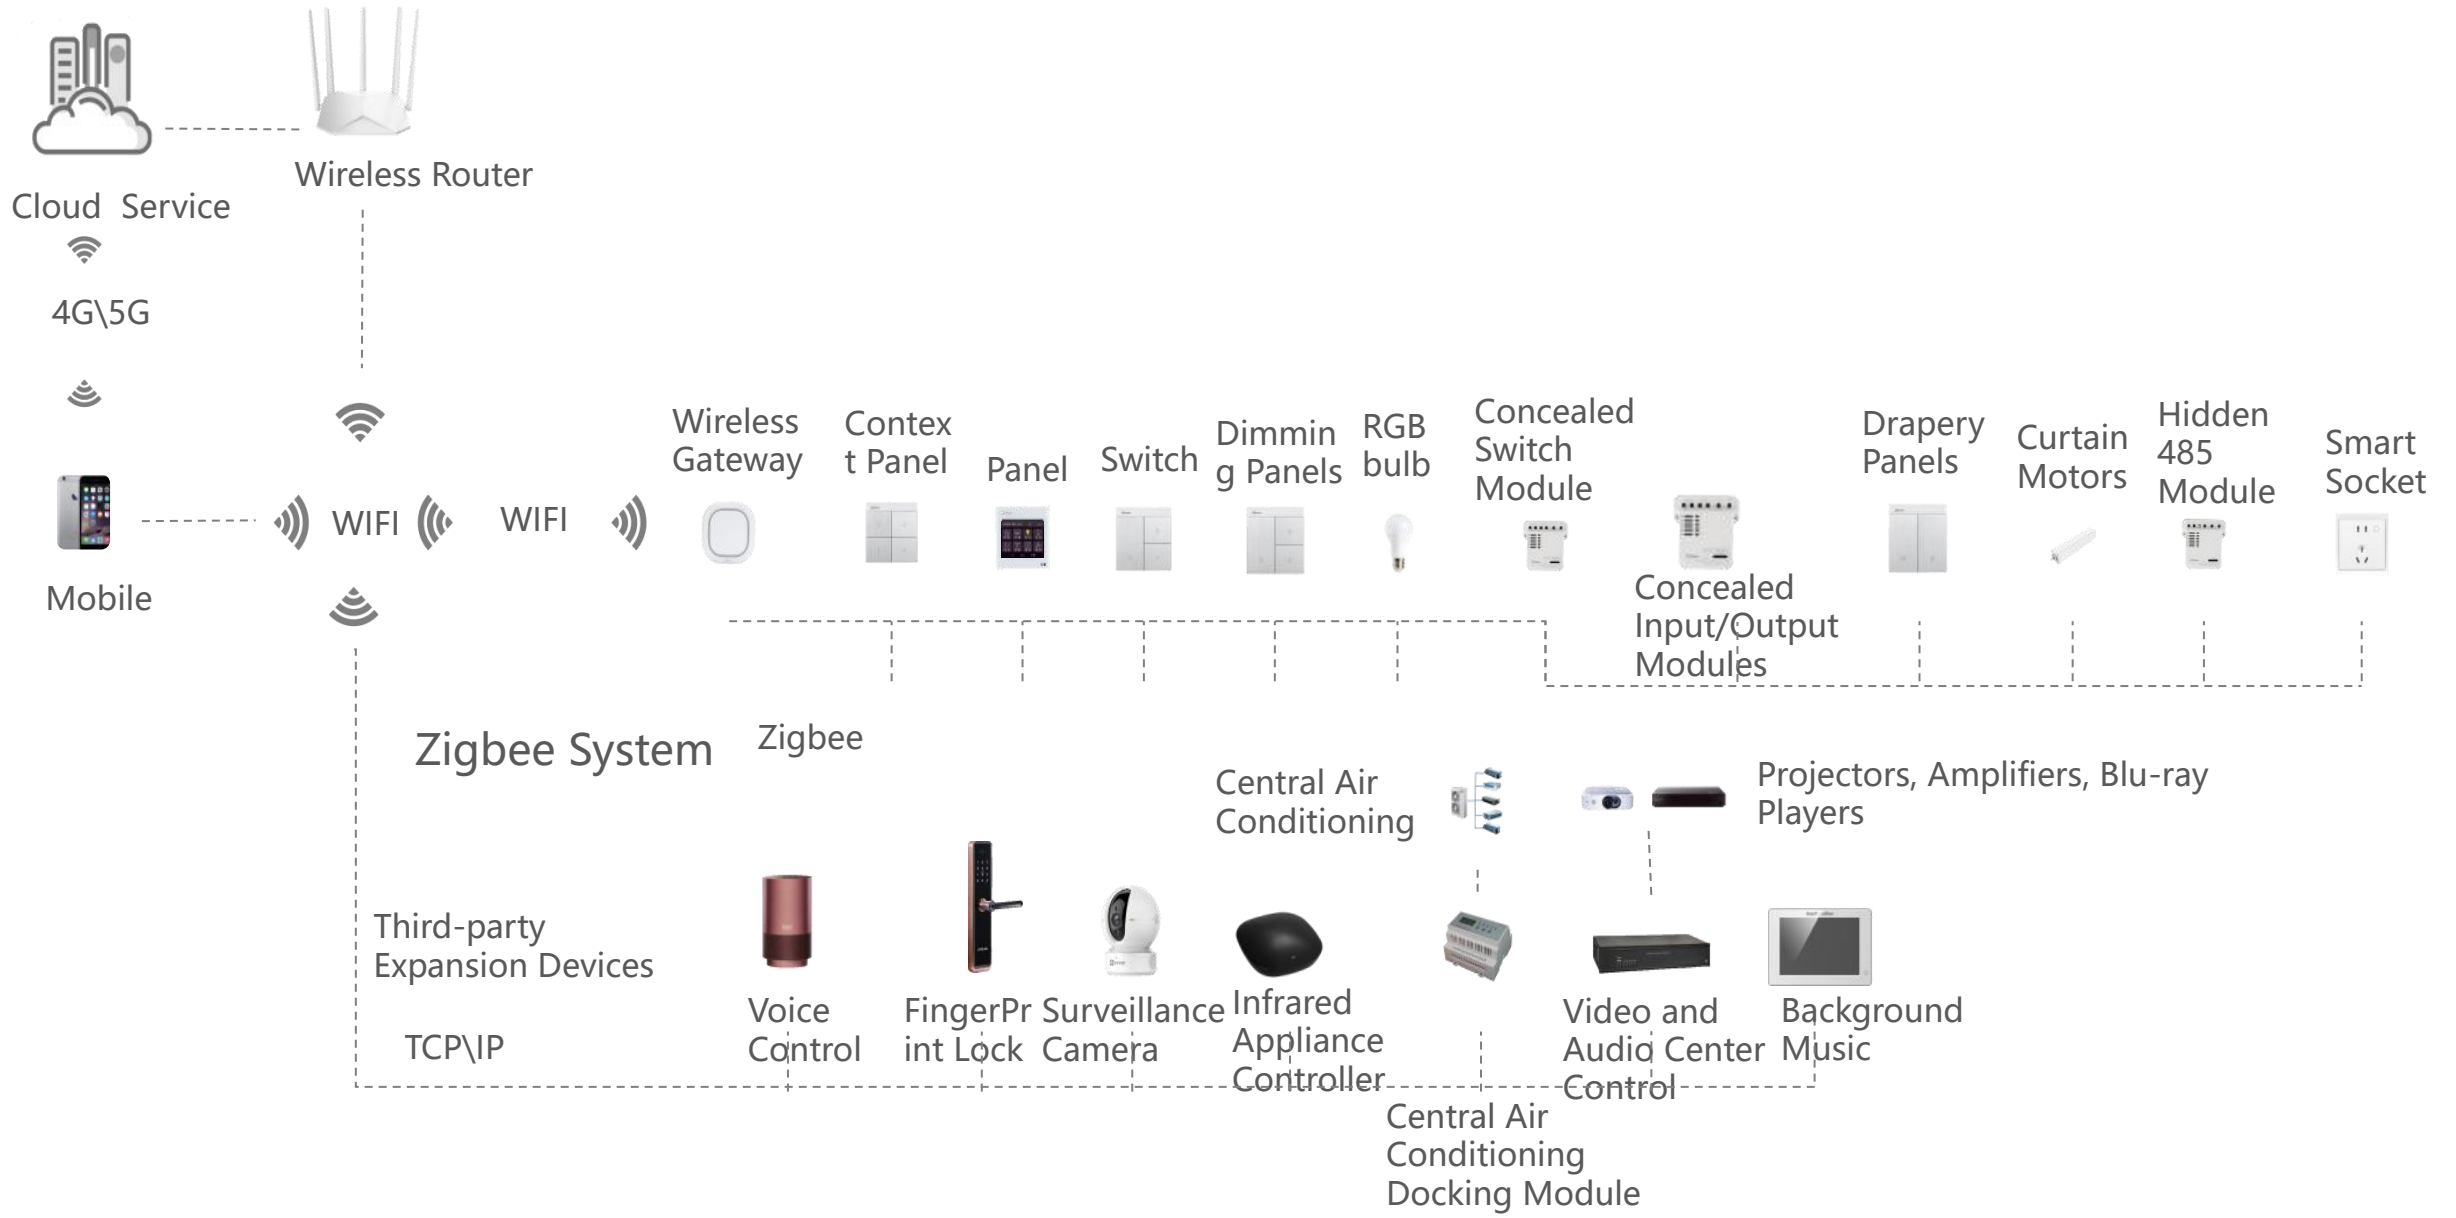 Wireless Router
Cloud Service
4G\5G
Mobile
WIFI
WIFI
Wireless
Gateway
Contex
t Panel
Panel
Switch
Dimmin
g Panels
RGB
bulb
Concealed
Switch
Module
Concealed
Input/Output
Modules
Drapery
Panels
Curtain
Motors
Hidden
485
Module
Smart
Socket
Zigbee System
Zigbee
Central Air
Conditioning
Projectors, Amplifiers, Blu-ray
Players
Third-party
Expansion Devices
TCP\IP
Voice
Control
FingerPr
int Lock
Surveillance
Camera
Infrared
Appliance
Controller
Central Air
Conditioning
Docking Module
Video and
Audio Center
Control
Background
Music